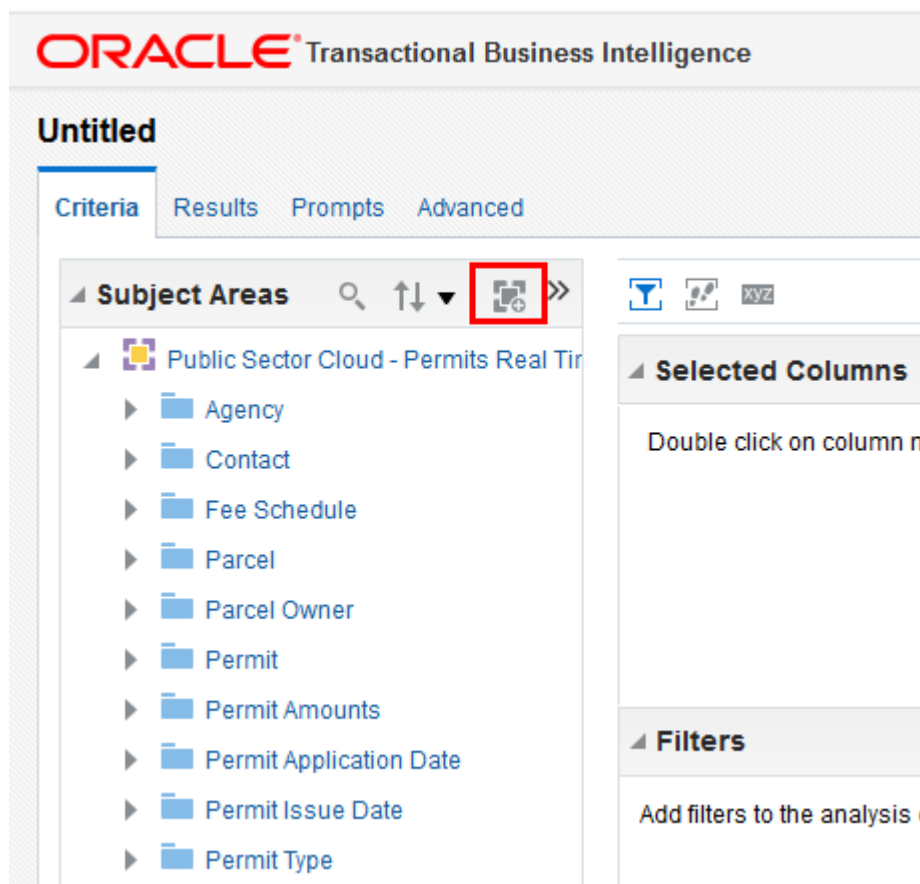 ORACLE Transactional Business Intelligence
Untitled
Criteria Results Prompts Advanced
Subject Areas
xyz
Public Sector Cloud - Permits Real Tir
Selected Columns
Agency
Double click on column n
Contact
Fee Schedule
Parcel
Parcel Owner
Permit
Permit Amounts
Filters
Permit Application Date
Permit Issue Date
Add filters to the analysis
Permit Type